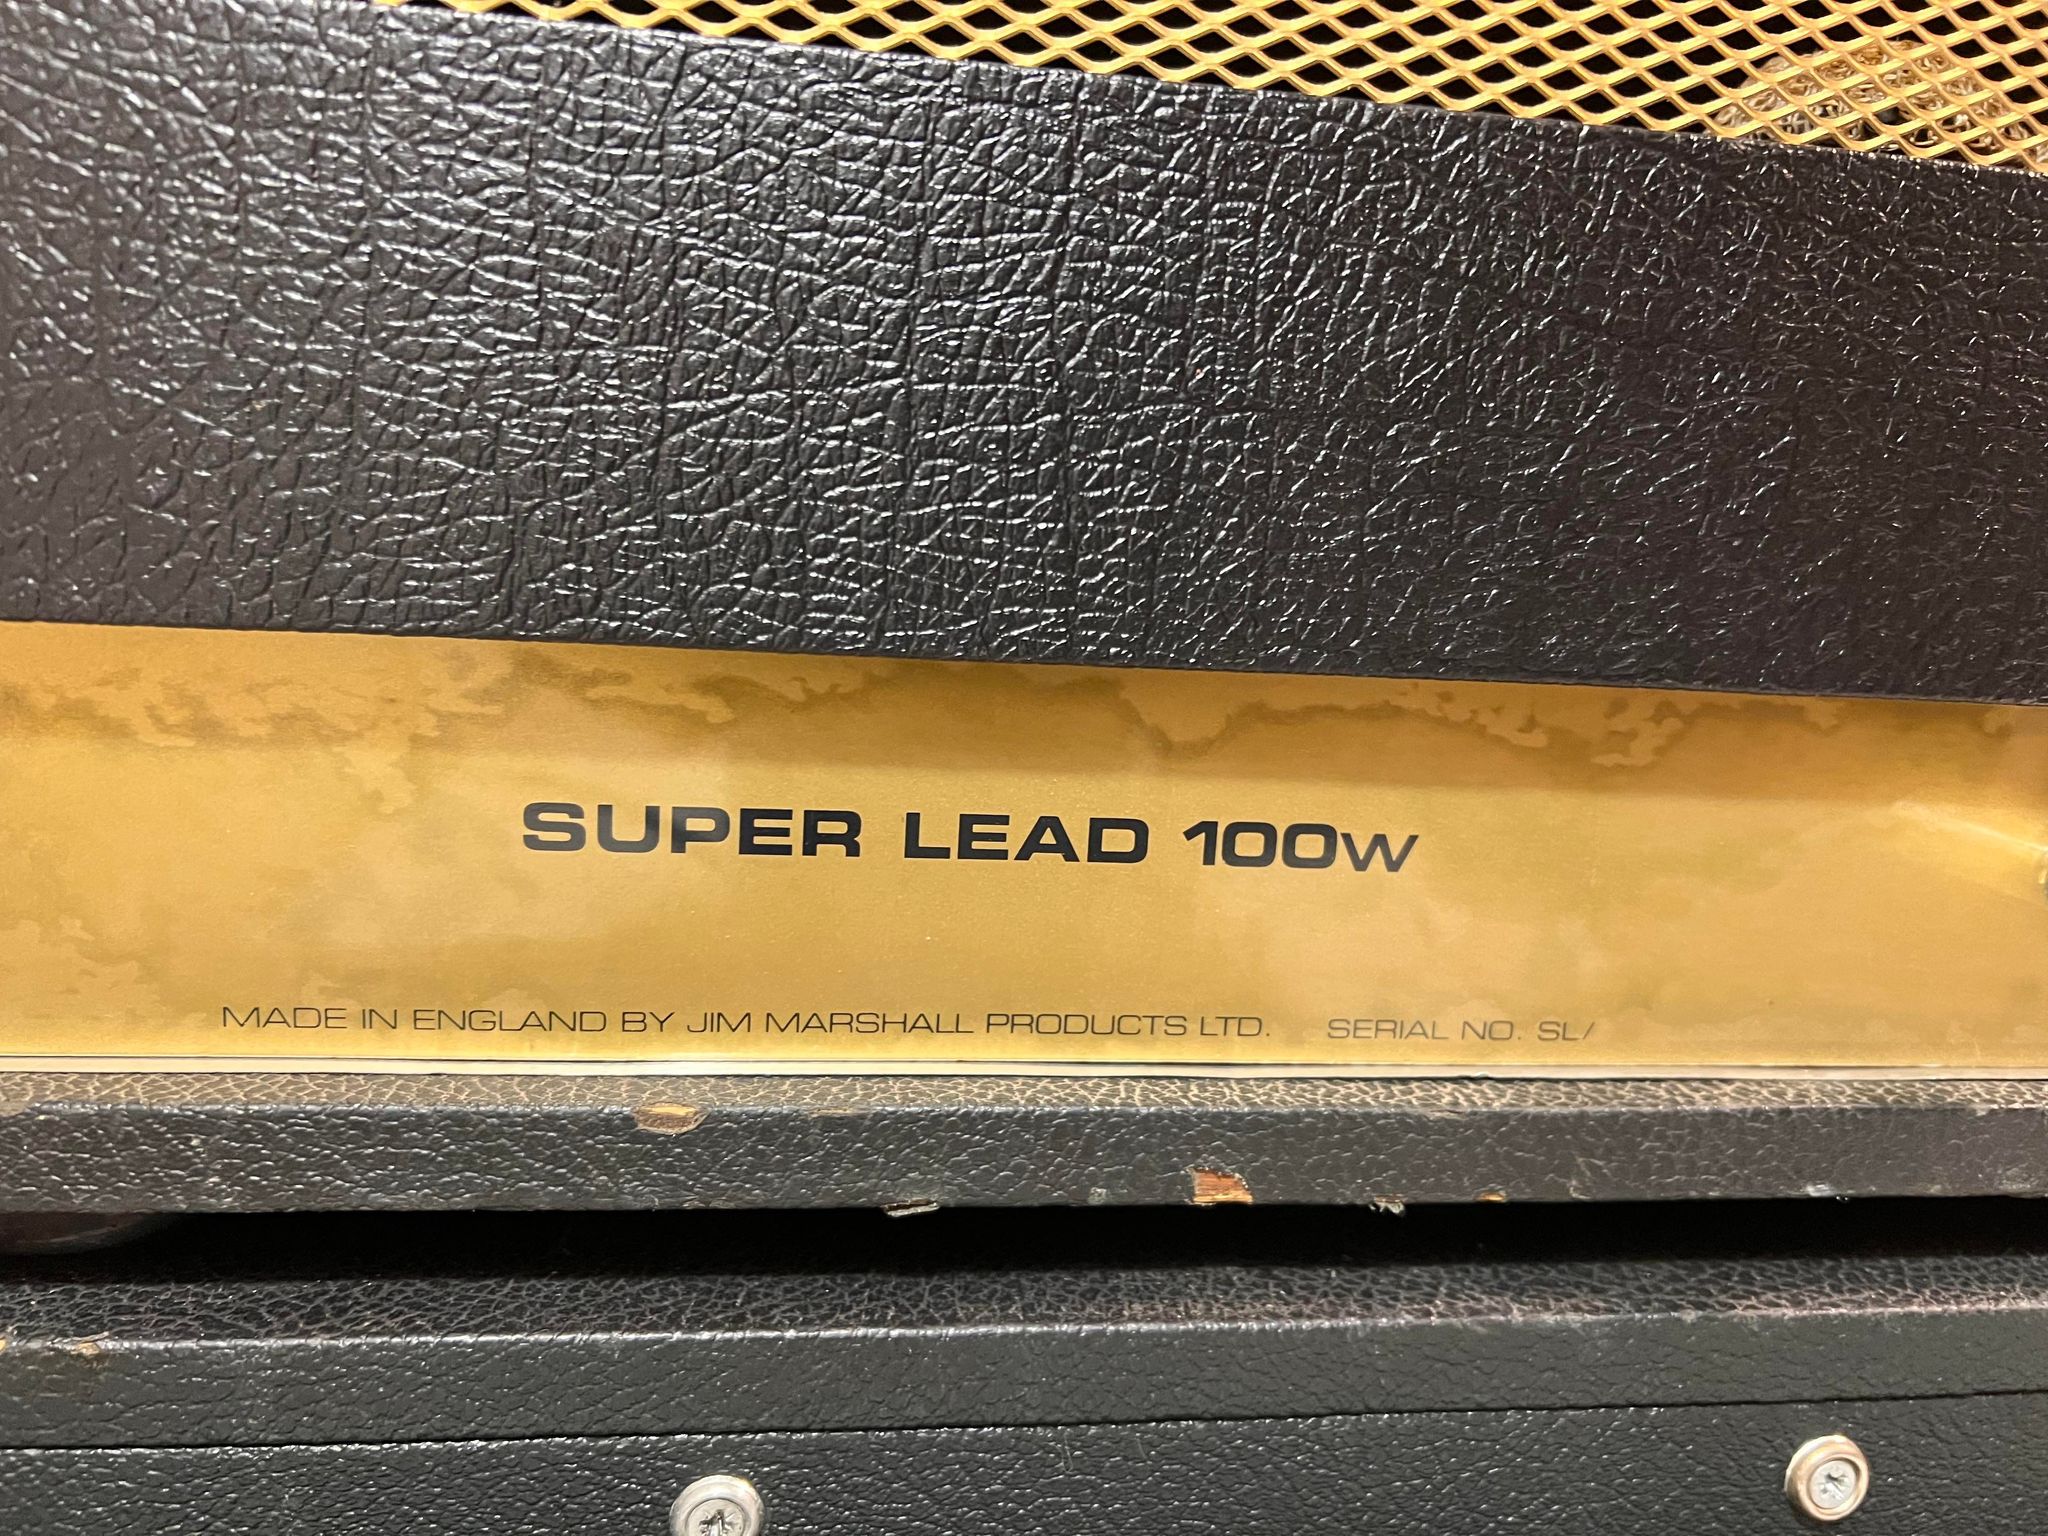 SUPER LEAD 100W
MADE IN ENGLAND BY JIM MARSHALL PRODUCTS LTD. SERIAL NO. SL/